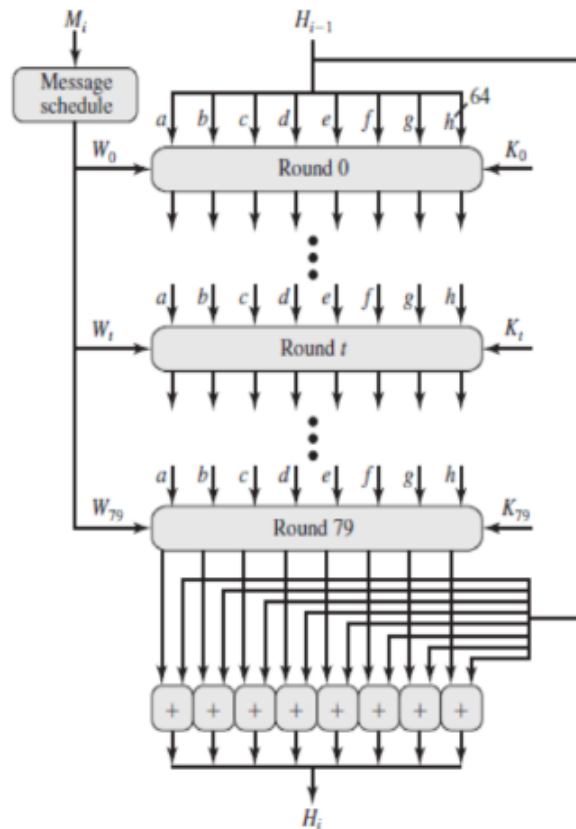 M_i H_{i-1}
Message
schedule
64
a b c d e f g h
W_0 Round 0 K_0
a b c d e f g h
W_t Round t K_t
a b c d e f g h
W_79 Round 79 K_79
+ + + + + + + +
H_i